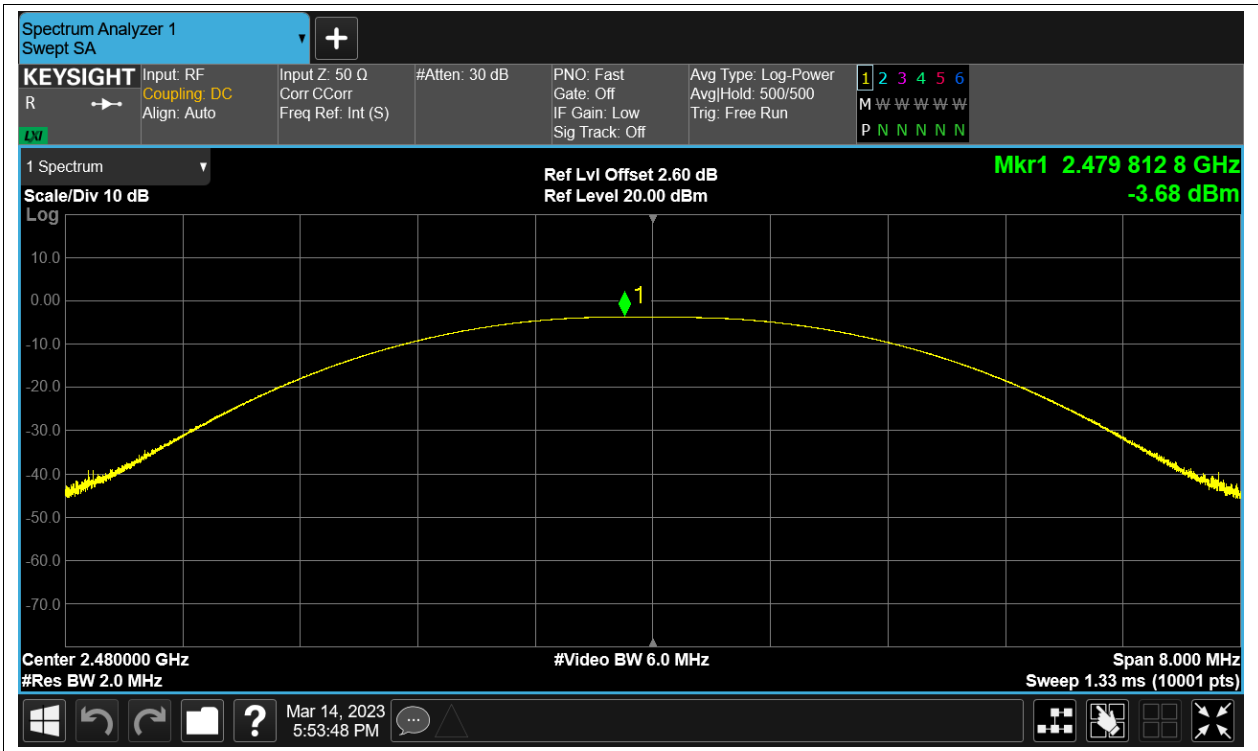 Spectrum Analyzer 1
Swept SA
KEYSIGHT
R
LXI
Input: RF
Coupling: DC
Align: Auto
Input Z: 50 Ω
Corr CCorr
Freq Ref: Int (S)
#Atten: 30 dB
PNO: Fast
Gate: Off
IF Gain: Low
Sig Track: Off
Avg Type: Log-Power
Avg|Hold: 500/500
Trig: Free Run
1 2 3 4 5 6
M W W W W W
P N N N N N
1 Spectrum
Scale/Div 10 dB
Log
Ref Lvl Offset 2.60 dB
Ref Level 20.00 dBm
Mkr1 2.479 812 8 GHz
-3.68 dBm
10.0
0.00
-10.0
-20.0
-30.0
-40.0
-50.0
-60.0
-70.0
1
Center 2.480000 GHz
#Res BW 2.0 MHz
#Video BW 6.0 MHz
Span 8.000 MHz
Sweep 1.33 ms (10001 pts)
?
Mar 14, 2023
5:53:48 PM